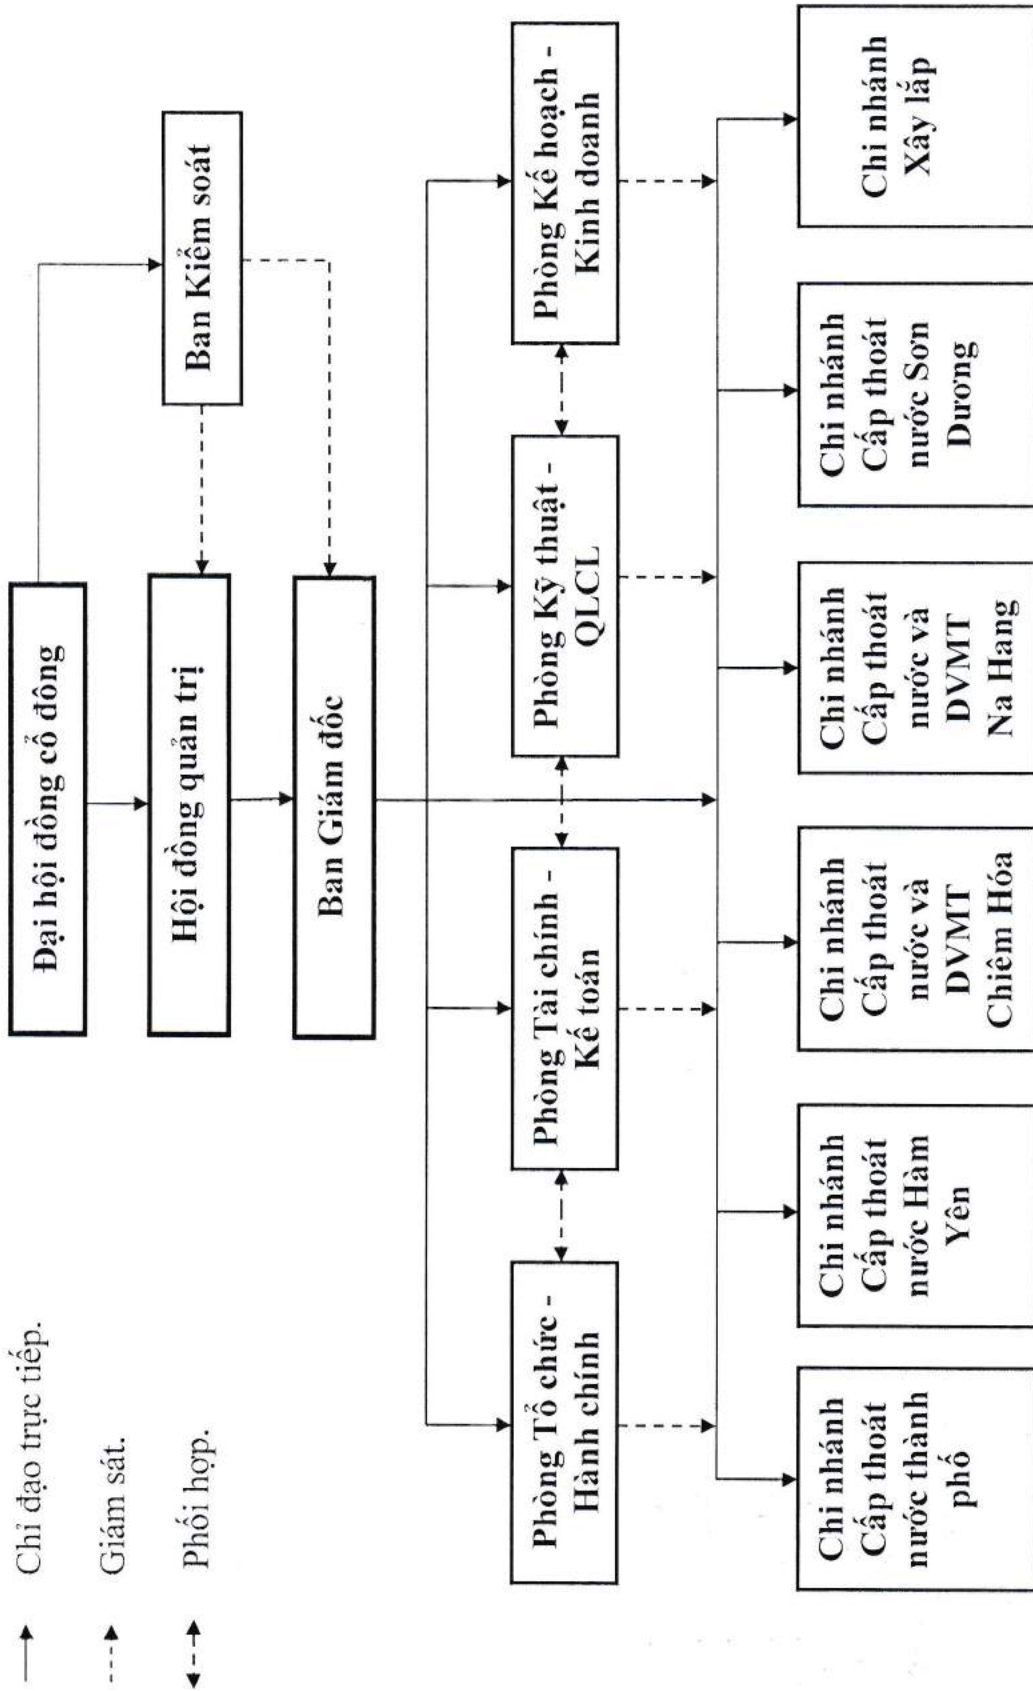 Chỉ đạo trực tiếp.
Giám sát.
Phối hợp.
Đại hội đồng cổ đông
Hội đồng quản trị
Ban Kiểm soát
Ban Giám đốc
Phòng Tổ chức -
Hành chính
Phòng Tài chính -
Kế toán
Phòng Kỹ thuật -
QLCL
Phòng Kế hoạch -
Kinh doanh
Chi nhánh
Cấp thoát
nước thành
phố
Chi nhánh
Cấp thoát
nước Hàm
Yên
Chi nhánh
Cấp thoát
nước và
DVMT
Chiêm Hóa
Chi nhánh
Cấp thoát
nước và
DVMT
Na Hang
Chi nhánh
Cấp thoát
nước Sơn
Dương
Chi nhánh
Xây lắp